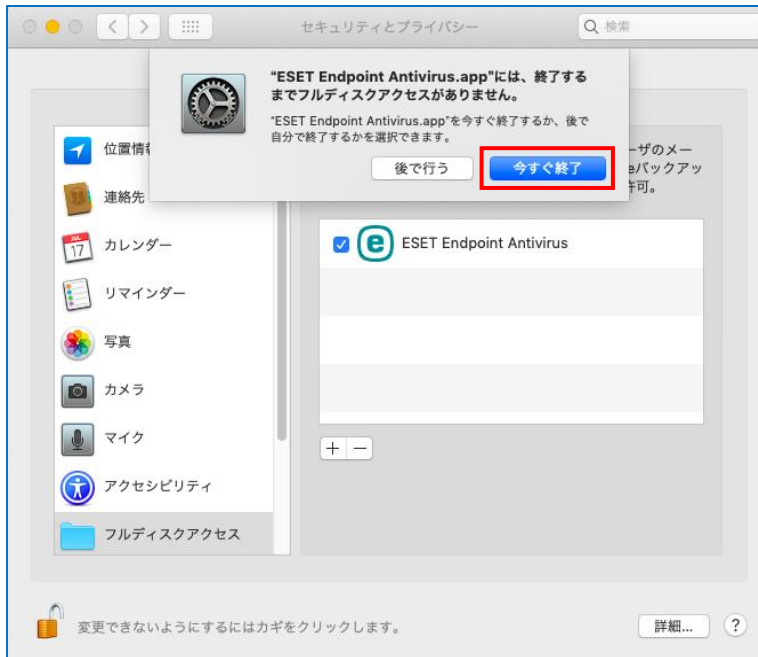 セキュリティとプライバシー
検索
“ESET Endpoint Antivirus.app”には、終了する
までフルディスクアクセスがありません。
“ESET Endpoint Antivirus.app”を今すぐ終了するか、後で
自分で終了するかを選択できます。
後で行う
今すぐ終了
位置情
連絡先
カレンダー
JUL
17
リマインダー
写真
カメラ
マイク
アクセシビリティ
フルディスクアクセス
ーザのメー
eバックアッ
許可。
ESET Endpoint Antivirus
+ −
変更できないようにするにはカギをクリックします。
詳細...
?